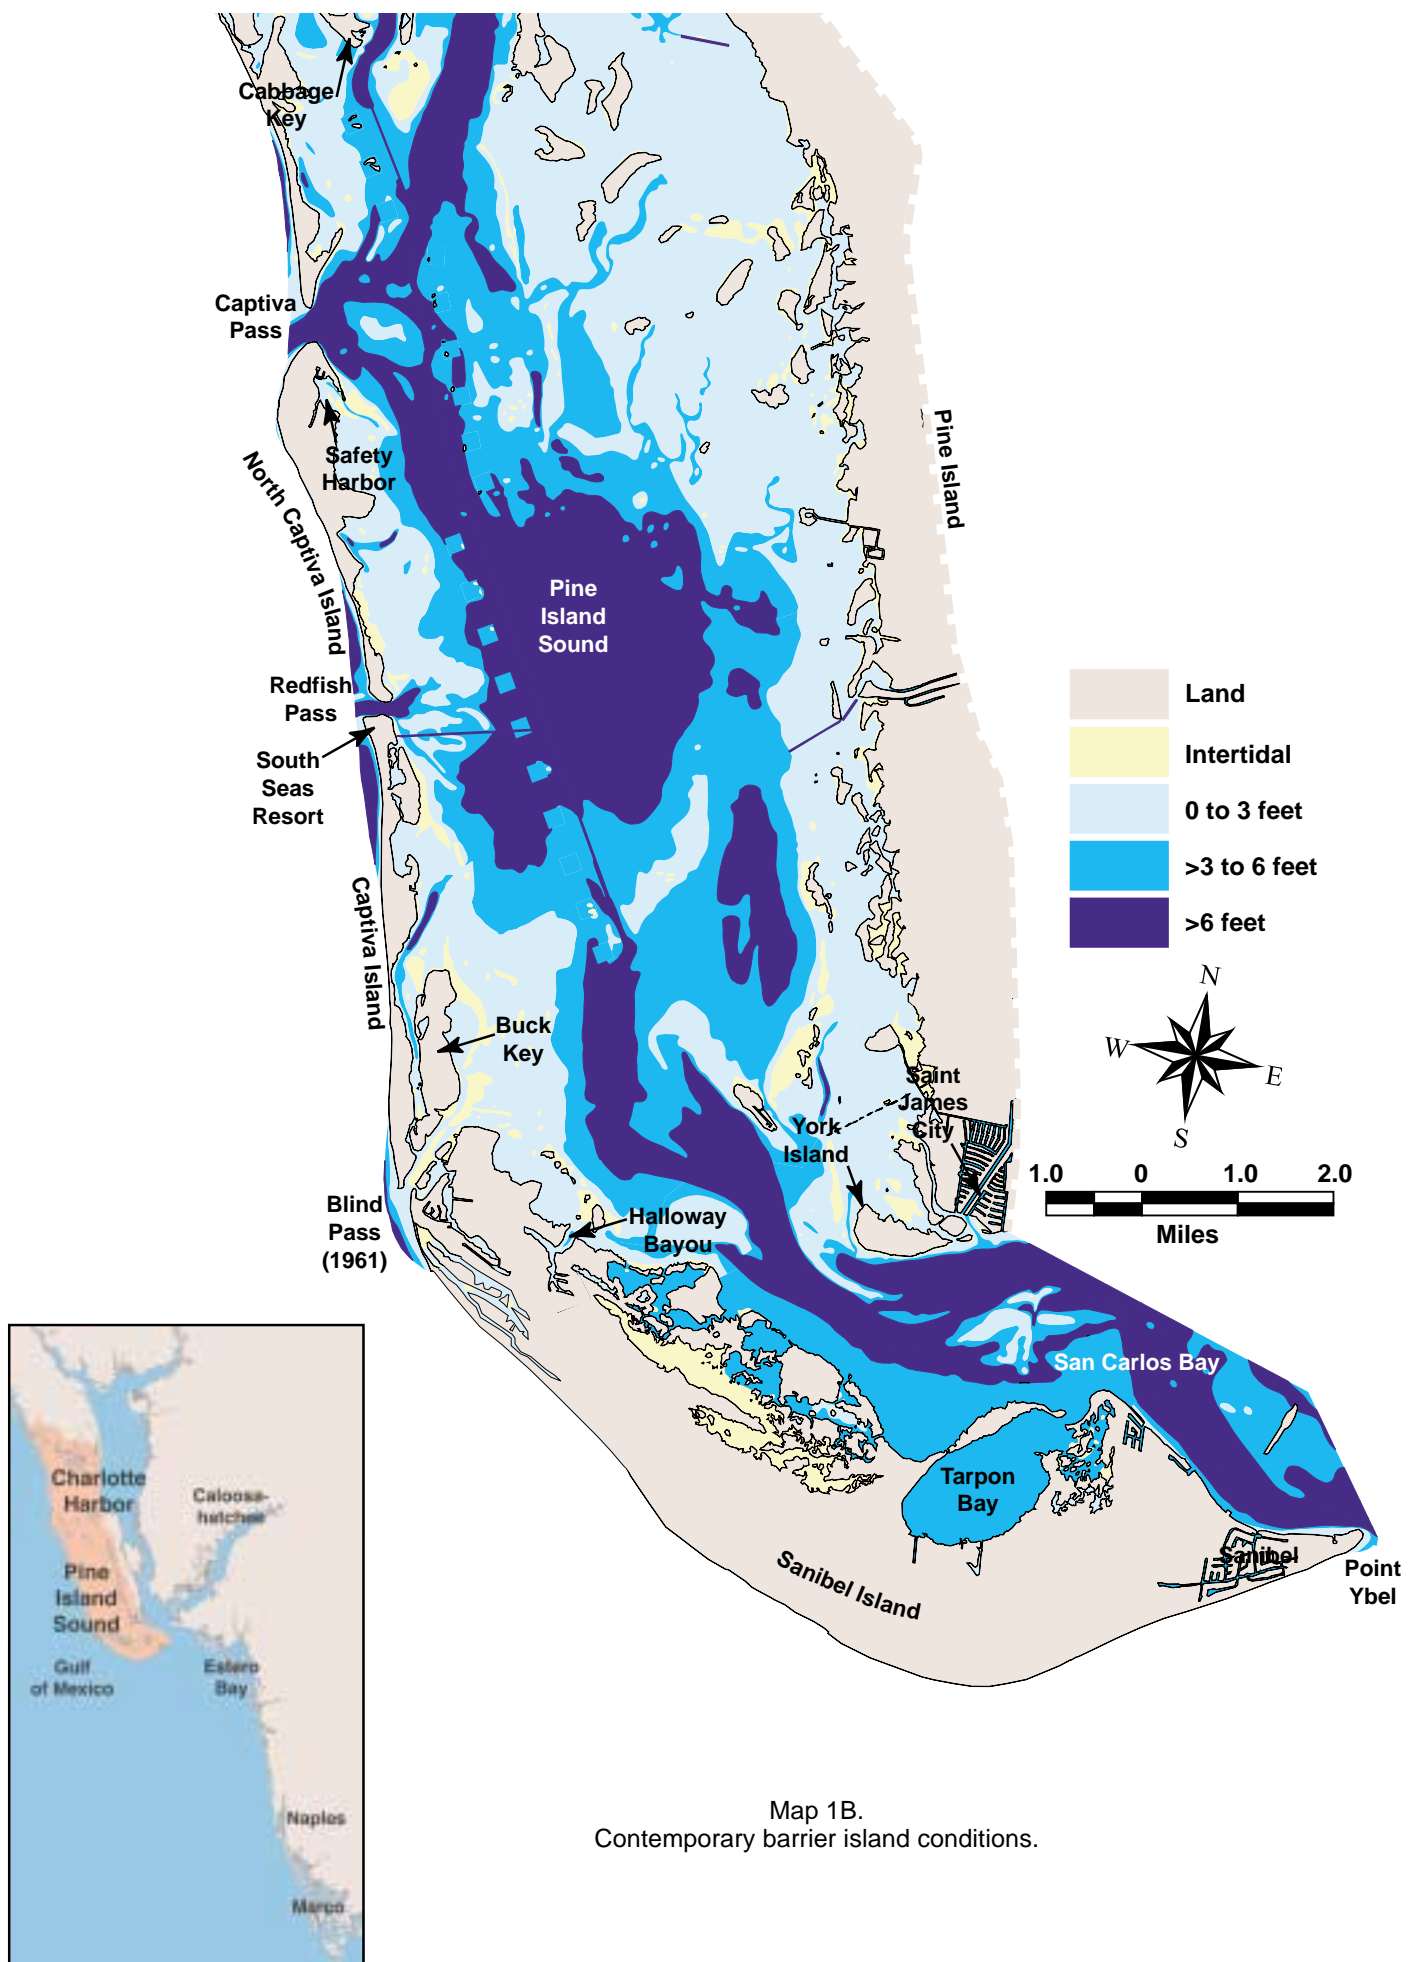 Cabbage
Key
Captiva
Pass
Safety
Harbor
North Captiva Island
Pine Island
Pine
Island
Sound
Redfish
Pass
South
Seas
Resort
Captiva Island
Land
Intertidal
0 to 3 feet
>3 to 6 feet
>6 feet
N
W
E
S
Buck
Key
Saint
James
City
York
Island
1.0 0 1.0 2.0
Miles
Blind
Pass
(1961)
Halloway
Bayou
San Carlos Bay
Tarpon
Bay
Sanibel Island
Sanibel
Point
Ybel
Charlotte
Harbor
Caloosa-
hatchee
Pine
Island
Sound
Gulf
of Mexico
Estero
Bay
Naples
Marco
Map 1B.
Contemporary barrier island conditions.